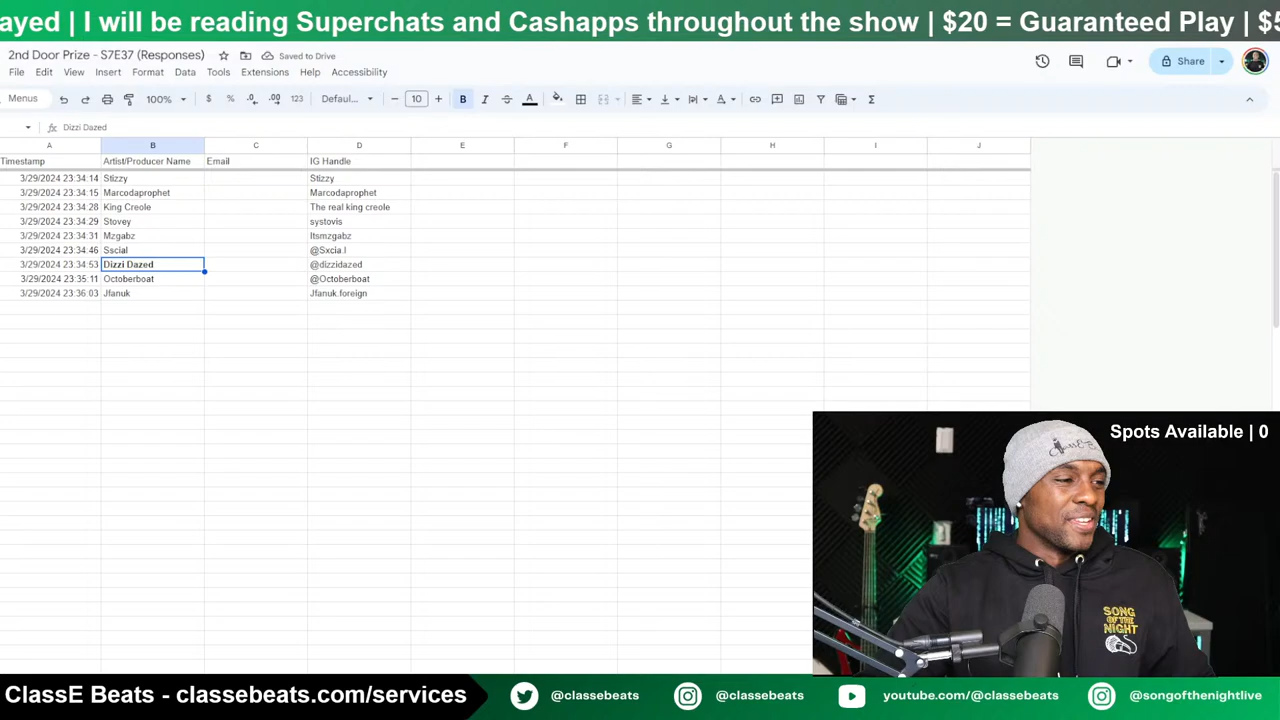 ayed | I will be reading Superchats and Cashapps throughout the show | $20 = Guaranteed Play | $5
2nd Door Prize - S7E37 (Responses) Saved to Drive
File Edit View Insert Format Data Tools Extensions Help Accessibility
Share
Menus 100% $ % .0 .00 123 Defaul... 10 B I A
Dizzi Dazed
A B C D E F G H I J
Timestamp Artist/Producer Name Email IG Handle
3/29/2024 23:34:14 Stizzy Stizzy
3/29/2024 23:34:15 Marcodaprophet Marcodaprophet
3/29/2024 23:34:28 King Creole The real king creole
3/29/2024 23:34:29 Stovey systovis
3/29/2024 23:34:31 Mzgabz Itsmzgabz
3/29/2024 23:34:46 Sscial @Sxcia.l
3/29/2024 23:34:53 Dizzi Dazed @dizzidazed
3/29/2024 23:35:11 Octoberboat @Octoberboat
3/29/2024 23:36:03 Jfanuk Jfanuk.foreign
Spots Available | 0
SONG
OF THE
NIGHT
ClassE Beats - classebeats.com/services @classebeats @classebeats youtube.com/@classebeats @songofthenightlive